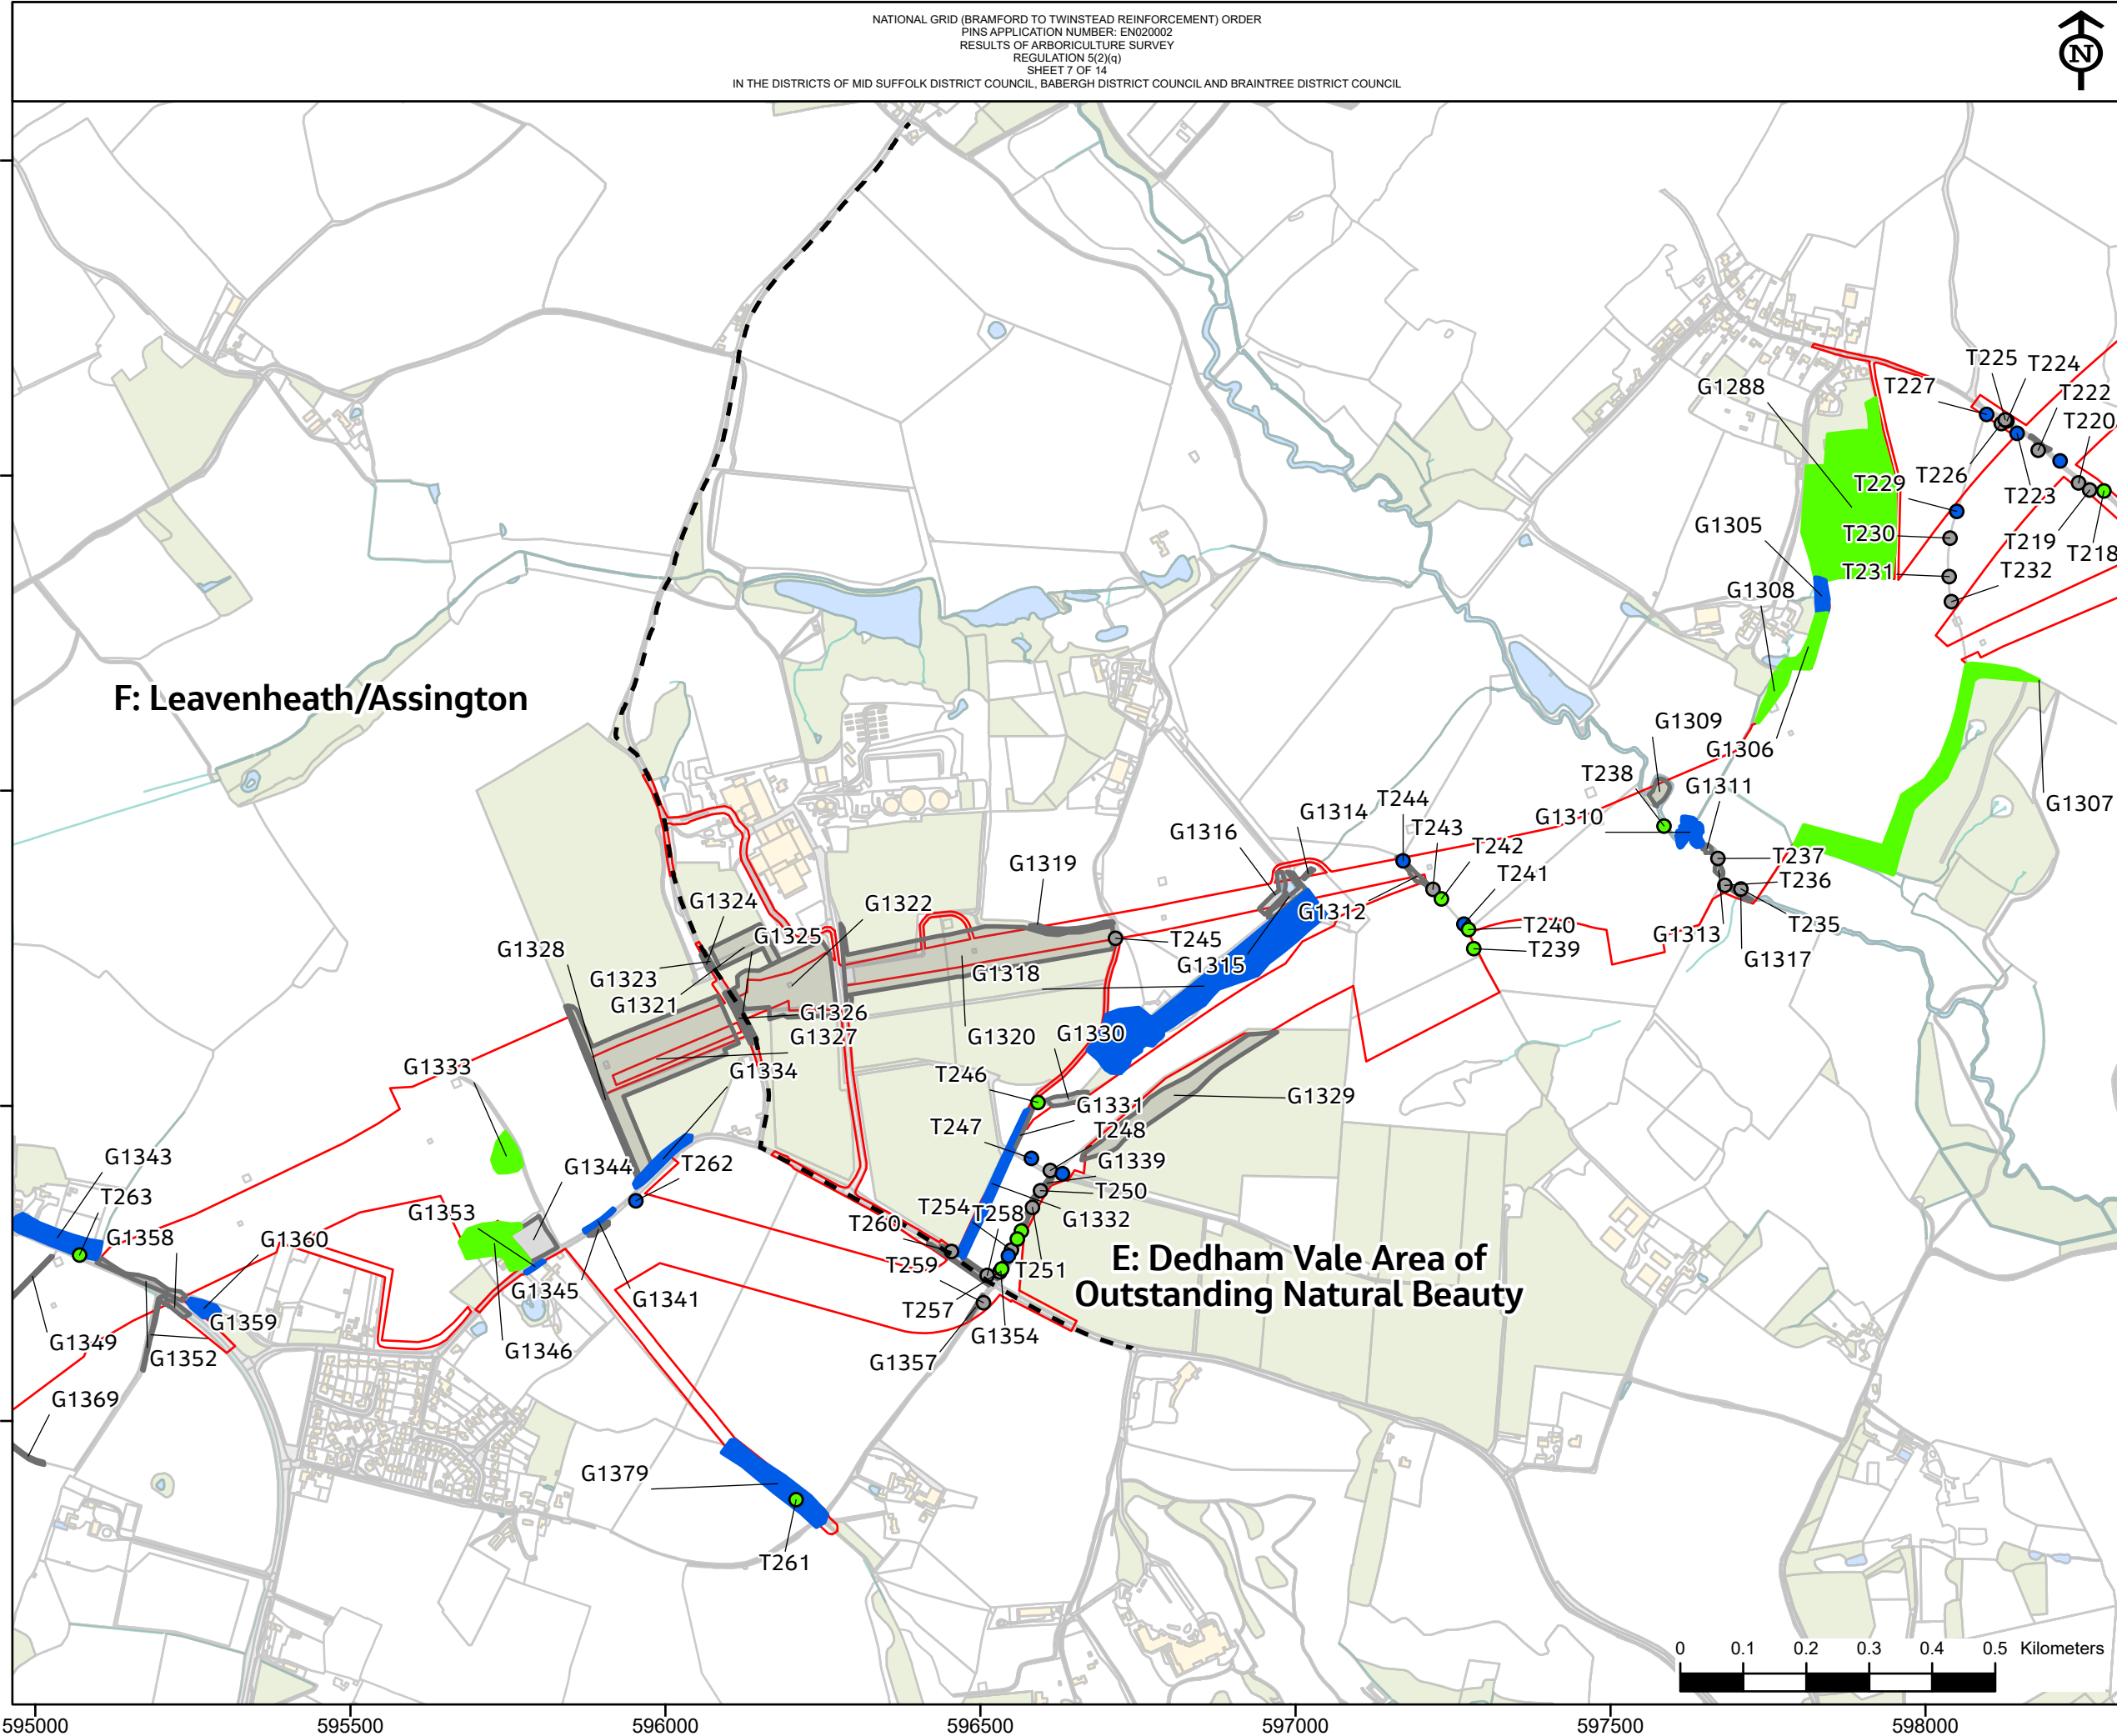 NATIONAL GRID (BRAMFORD TO TWINSTEAD REINFORCEMENT) ORDER
PINS APPLICATION NUMBER: EN020002
RESULTS OF ARBORICULTURE SURVEY
REGULATION 5(2)(q)
SHEET 7 OF 14
IN THE DISTRICTS OF MID SUFFOLK DISTRICT COUNCIL, BABERGH DISTRICT COUNCIL AND BRAINTREE DISTRICT COUNCIL
N
T225
T224
G1288
T227
T222
T220
T226
T229
T223
G1305
T230
T219
T218
T231
T232
G1308
F: Leavenheath/Assington
G1309
G1306
T238
G1311
G1307
G1310
T244
G1314
G1316
T243
T242
T237
G1319
T241
T236
G1324
G1322
G1312
T235
G1325
T240
G1313
T245
T239
G1328
G1323
G1318
G1315
G1317
G1321
G1326
G1327
G1320
G1330
G1333
G1334
T246
G1331
G1329
T247
T248
G1343
G1344
T262
G1339
T263
T250
G1353
T254
T258
G1332
G1358
G1360
T260
E: Dedham Vale Area of
Outstanding Natural Beauty
T259
T251
G1345
G1341
T257
G1359
G1349
G1352
G1346
G1354
G1357
G1369
G1379
T261
0 0.1 0.2 0.3 0.4 0.5 Kilometers
595000 595500 596000 596500 597000 597500 598000